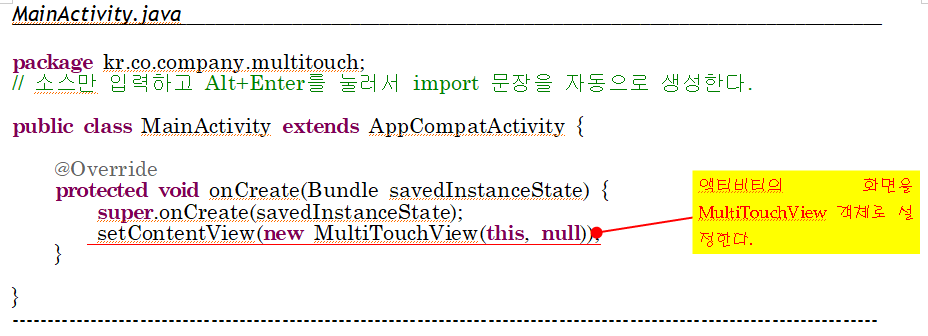 MainActivity.java
package kr.co.company.multitouch;
// 소스만 입력하고 Alt+Enter를 눌러서 import 문장을 자동으로 생성한다.
public class MainActivity extends AppCompatActivity {
@Override
protected void onCreate(Bundle savedInstanceState) {
super.onCreate(savedInstanceState);
setContentView(new MultiTouchView(this, null));
}
}
액티비티의 화면을
MultiTouchView 객체로 설
정한다.